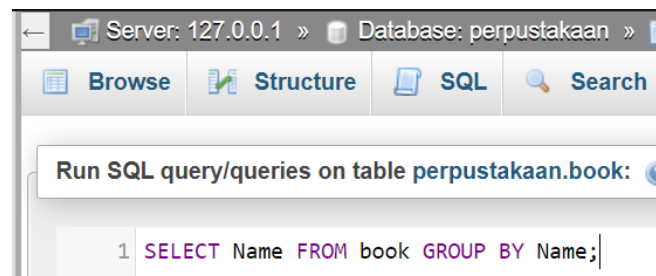 ← Server: 127.0.0.1 » Database: perpustakaan »
Browse Structure SQL Search
Run SQL query/queries on table perpustakaan.book:
1 SELECT Name FROM book GROUP BY Name;